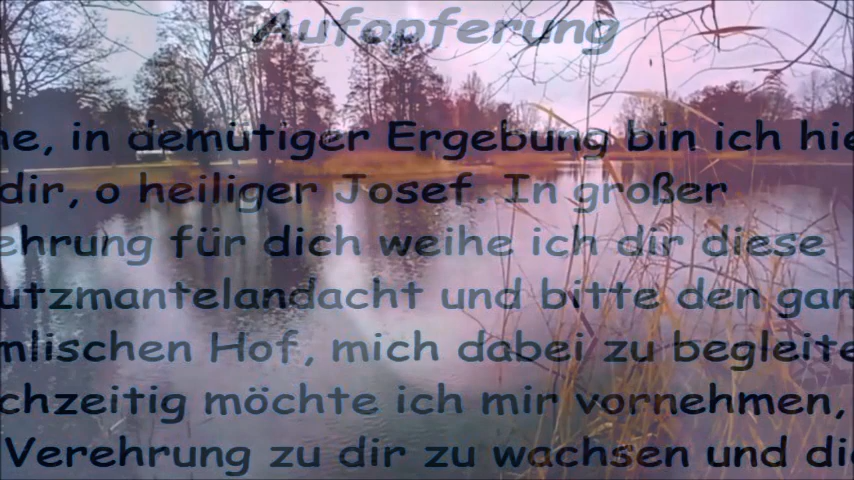 Aufopferung
he, in demütiger Ergebung bin ich hie
dir, o heiliger Josef. In großer
ehrung für dich weihe ich dir diese
utzmantelandacht und bitte den gan
mlischen Hof, mich dabei zu begleite
chzeitig möchte ich mir vornehmen,
Verehrung zu dir zu wachsen und die